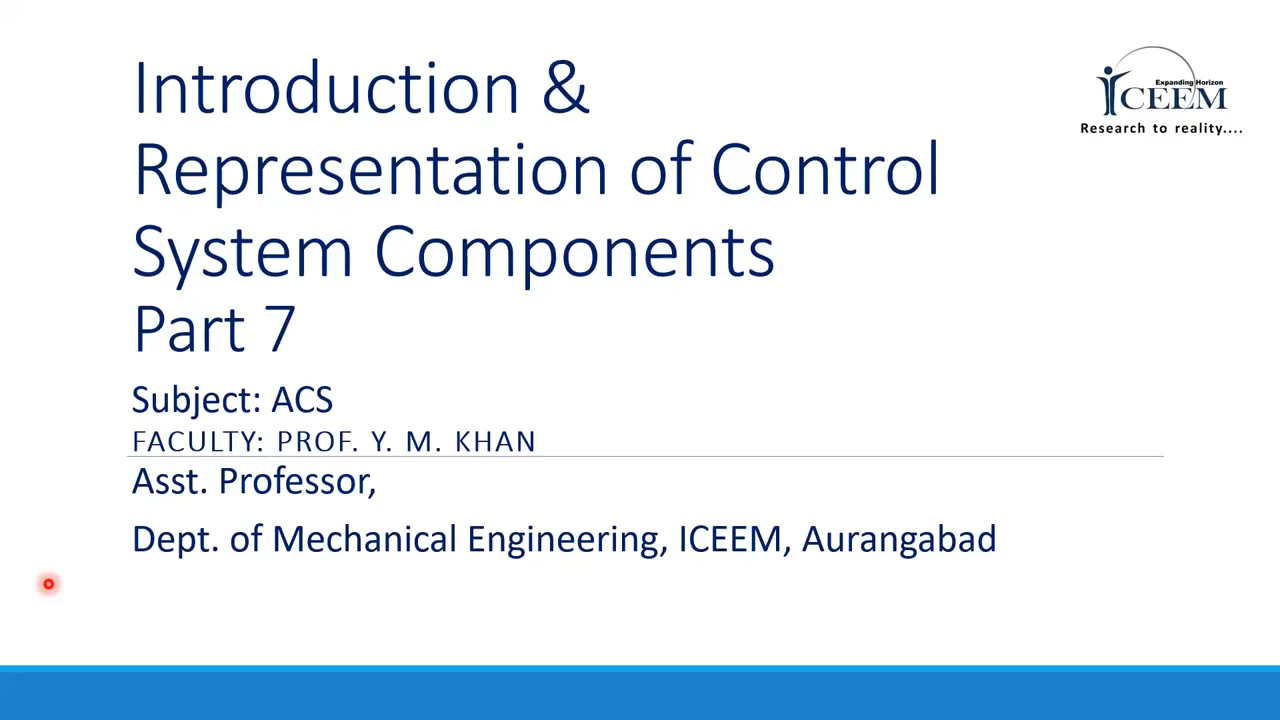 Introduction &
Representation of Control
System Components
Part 7
Subject: ACS
FACULTY: PROF. Y. M. KHAN
Asst. Professor,
Dept. of Mechanical Engineering, ICEEM, Aurangabad
Expanding Horizon
ICEEM
Research to reality....